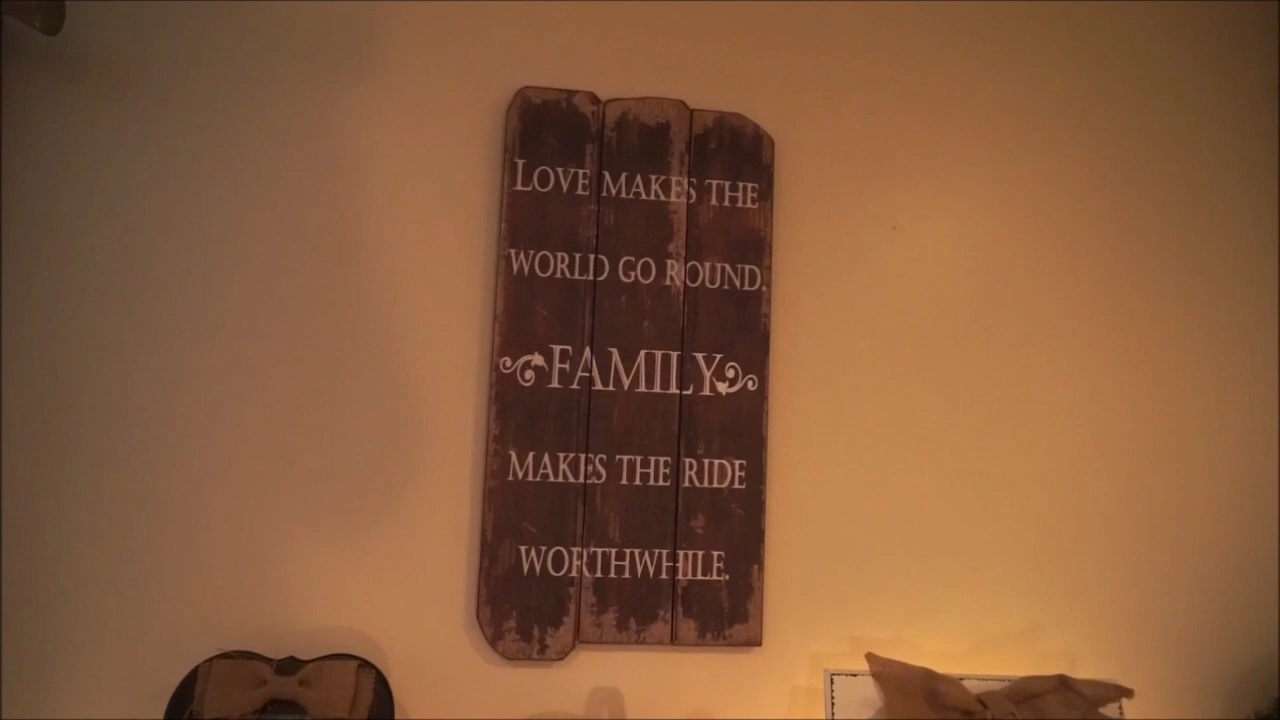 LOVE MAKES THE
WORLD GO ROUND.
FAMILY
MAKES THE RIDE
WORTHWHILE.